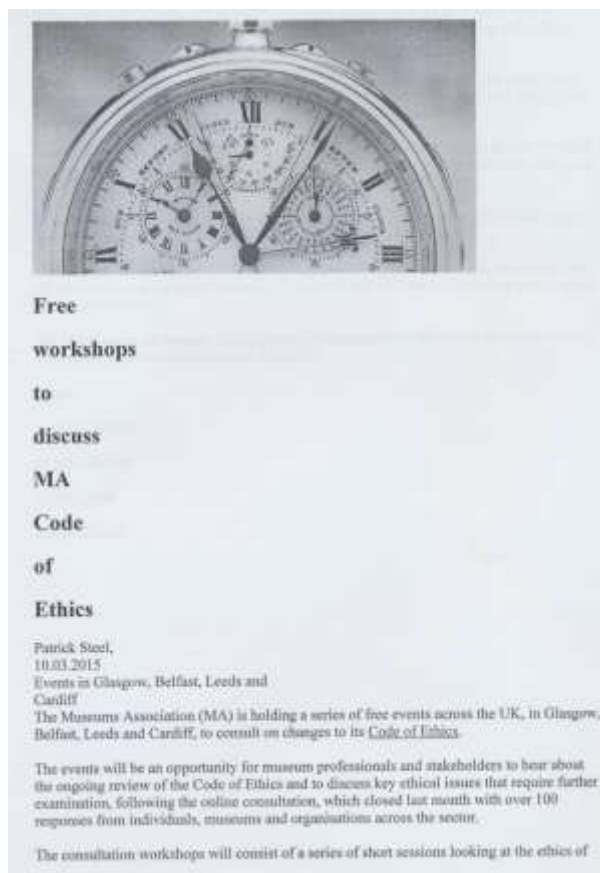 XII
Free
workshops
to
discuss
MA
Code
of
Ethics
Patrick Steel,
10.03.2015
Events in Glasgow, Belfast, Leeds and
Cardiff
The Museums Association (MA) is holding a series of free events across the UK, in Glasgow,
Belfast, Leeds and Cardiff, to consult on changes to its Code of Ethics.
The events will be an opportunity for museum professionals and stakeholders to hear about
the ongoing review of the Code of Ethics and to discuss key ethical issues that require further
examination, following the online consultation, which closed last month with over 100
responses from individuals, museums and organisations across the sector.
The consultation workshops will consist of a series of short sessions looking at the ethics of